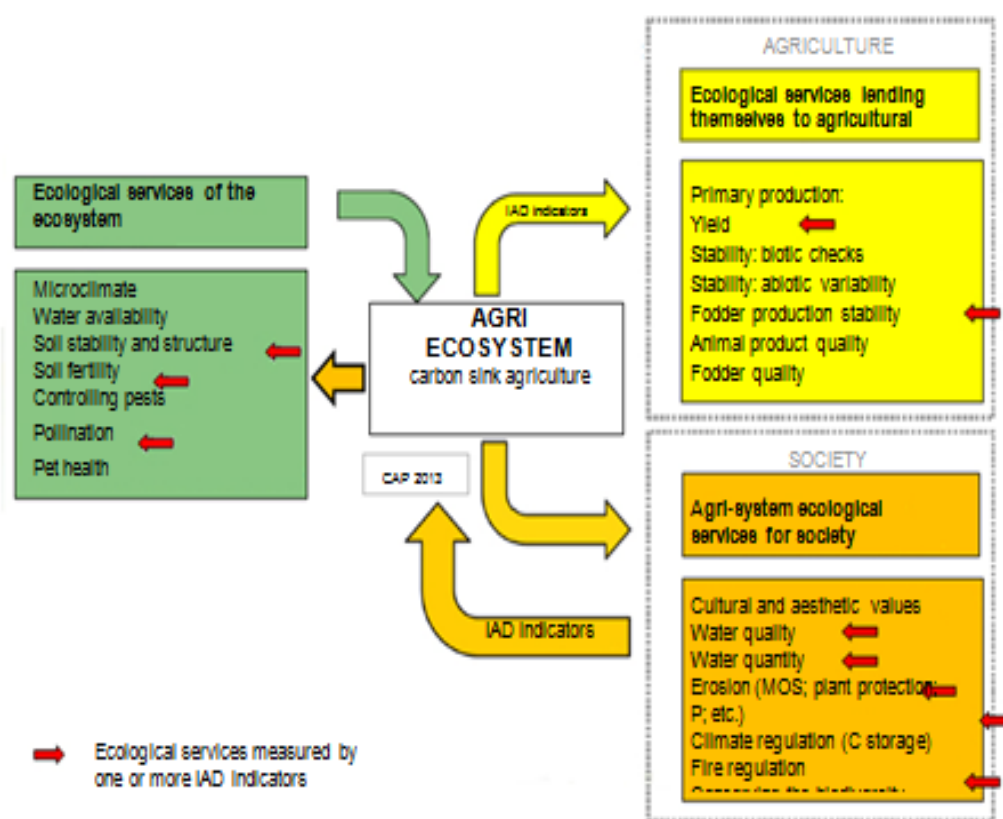 AGRICULTURE
Ecological services lending
themselves to agricultural
Primary production:
Yield
Stability: biotic checks
Stability: abiotic variability
Fodder production stability
Animal product quality
Fodder quality
Ecological services of the
ecosystem
Microclimate
Water availability
Soil stability and structure
Soil fertility
Controlling pests
Pollination
Pet health
IAD indicators
AGRI
ECOSYSTEM
carbon sink agriculture
CAP 2013
IAD Indicators
SOCIETY
Agri-system ecological
services for society
Cultural and aesthetic values
Water quality
Water quantity
Erosion (MOS; plant protection;
P; etc.)
Climate regulation (C storage)
Fire regulation
Conserving the biodiversity
Ecological services measured by
one or more IAD Indicators